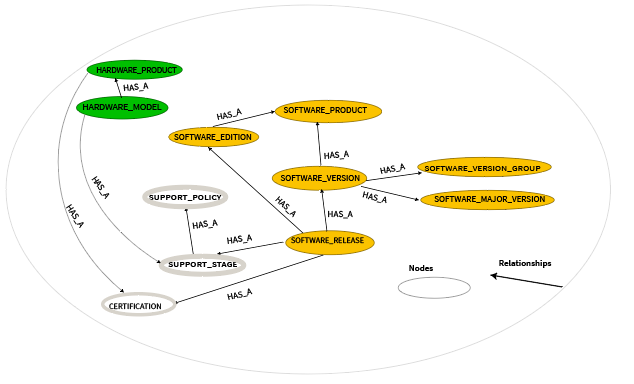 HARDWARE_PRODUCT
HAS_A
HARDWARE_MODEL
HAS_A
SOFTWARE_PRODUCT
SOFTWARE_EDITION
HAS_A
HAS_A
SOFTWARE_VERSION_GROUP
SOFTWARE_VERSION
HAS_A
HAS_A
SUPPORT_POLICY
SOFTWARE_MAJOR_VERSION
HAS_A
HAS_A
HAS_A
HAS_A
HAS_A
SOFTWARE_RELEASE
SUPPORT_STAGE
Relationships
Nodes
HAS_A
CERTIFICATION